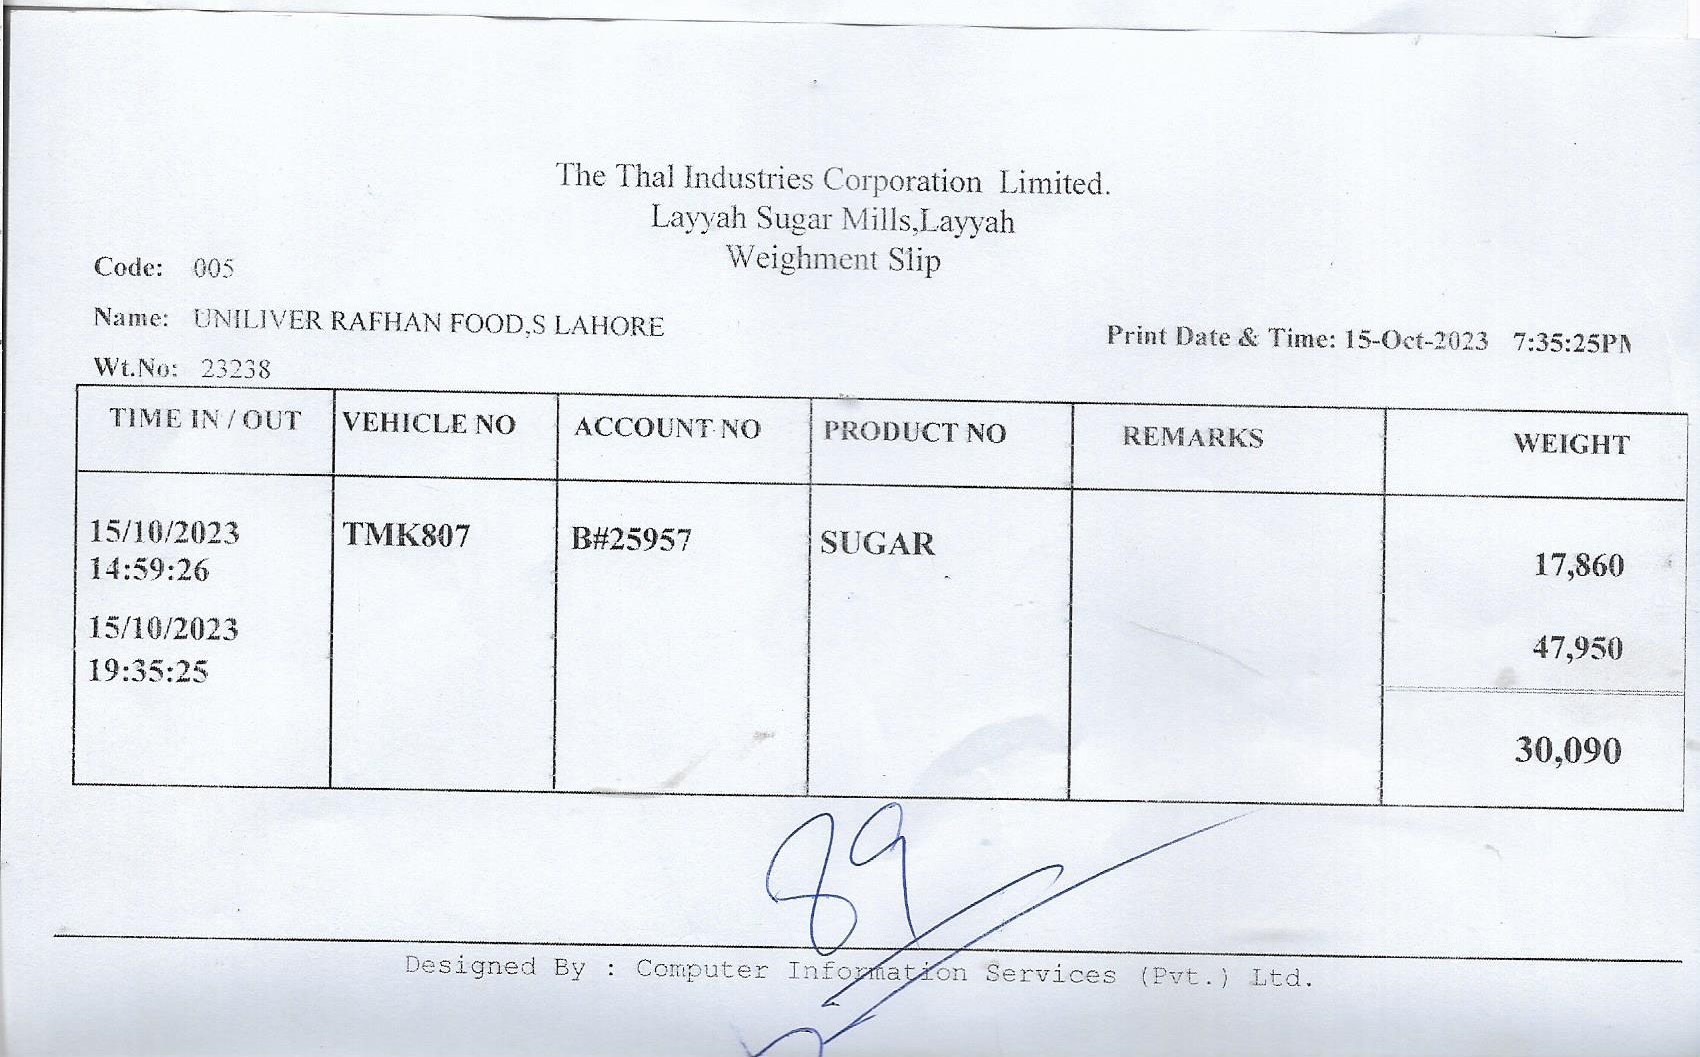 The Thal Industries Corporation Limited.
Layyah Sugar Mills,Layyah
Weighment Slip
Code: 005
Name: UNILIVER RAFHAN FOOD,S LAHORE
Print Date & Time: 15-Oct-2023 7:35:25PM
Wt.No: 23238
TIME IN / OUT VEHICLE NO ACCOUNT NO PRODUCT NO REMARKS WEIGHT
15/10/2023 TMK807 B#25957 SUGAR
14:59:26 17,860
15/10/2023 47,950
19:35:25
30,090
89
Designed By : Computer Information Services (Pvt.) Ltd.